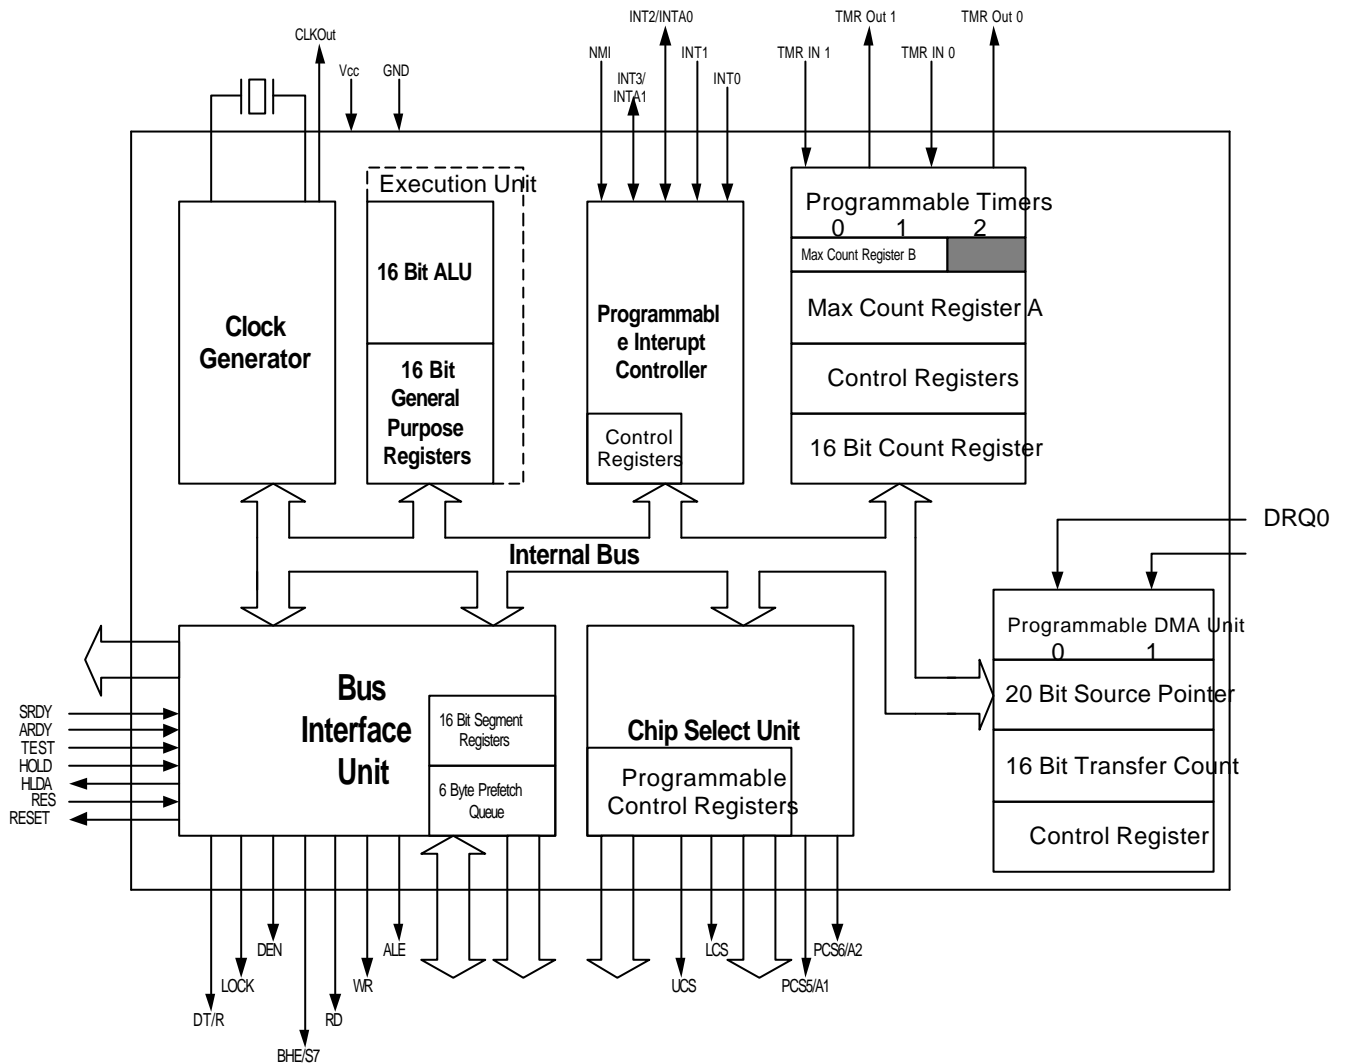 INT2/INTA0
TMR Out 1
TMR Out 0
CLKOut
Vcc
GND
NMI
INT3/
INTA1
INT1
INT0
TMR IN 1
TMR IN 0
Execution Unit
16 Bit ALU
16 Bit
General
Purpose
Registers
Clock
Generator
Programmabl
e Interupt
Controller
Control
Registers
Programmable Timers
0 1 2
Max Count Register B
Max Count Register A
Control Registers
16 Bit Count Register
DRQ0
Internal Bus
Programmable DMA Unit
0 1
20 Bit Source Pointer
16 Bit Transfer Count
Control Register
Bus
Interface
Unit
16 Bit Segment
Registers
6 Byte Prefetch
Queue
Chip Select Unit
Programmable
Control Registers
SRDY
ARDY
TEST
HOLD
HLDA
RES
RESET
DEN
ALE
LCS
PCS6/A2
LOCK
WR
UCS
PCS5/A1
DT/R
RD
BHE/S7